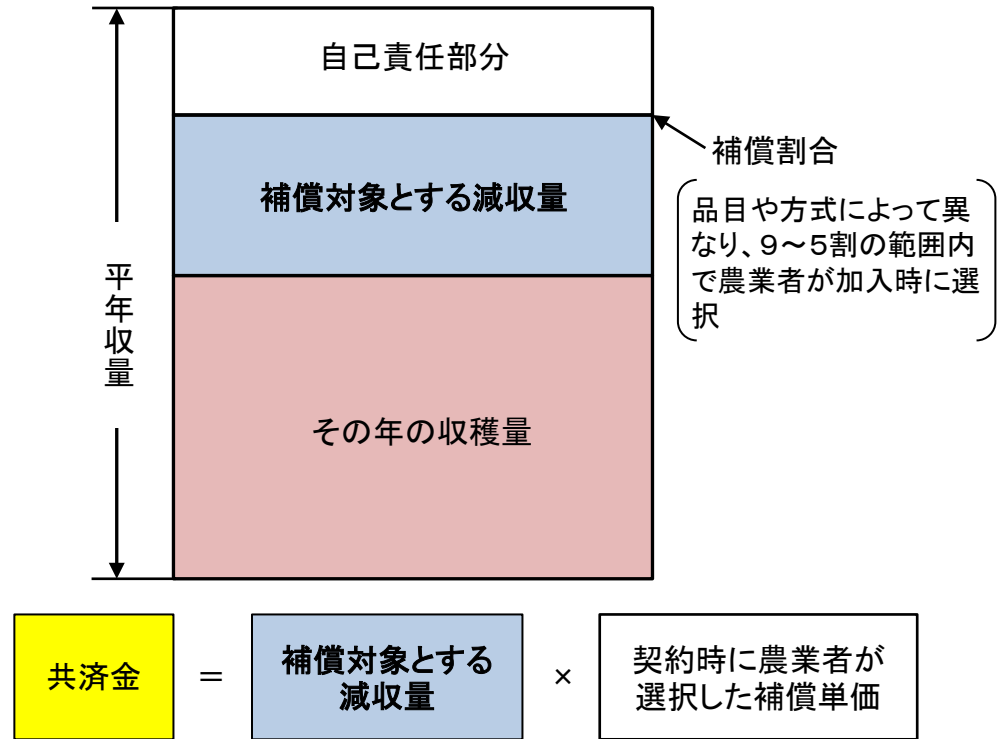 自己責任部分
補償割合
補償対象とする減収量
品目や方式によって異
なり、9~5割の範囲内
で農業者が加入時に選
択
平年収量
その年の収穫量
共済金
=
補償対象とする
減収量
×
契約時に農業者が
選択した補償単価